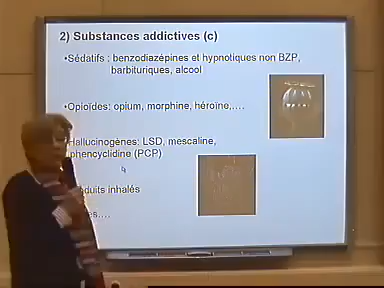 2) Substances addictives (c)
•Sédatifs : benzodiazépines et hypnotiques non BZP,
barbituriques, alcool
•Opioïdes: opium, morphine, héroïne,....
Hallucinogènes: LSD, mescaline,
phencyclidine (PCP)
duits inhalés